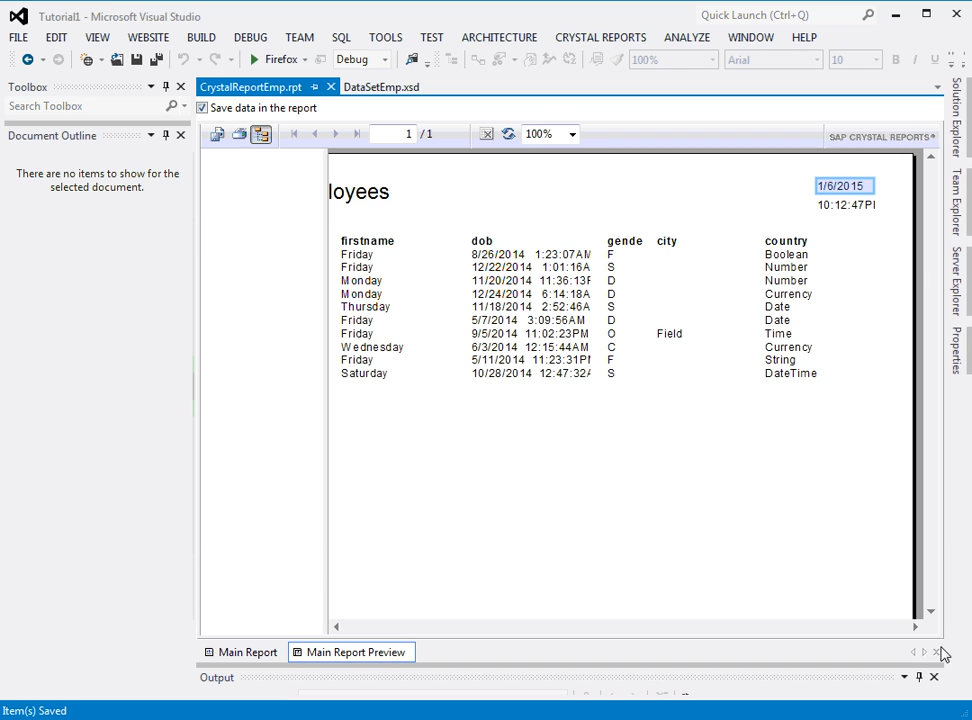 Tutorial1 - Microsoft Visual Studio
Quick Launch (Ctrl+Q)
FILE EDIT VIEW WEBSITE BUILD DEBUG TEAM SQL TOOLS TEST ARCHITECTURE CRYSTAL REPORTS ANALYZE WINDOW HELP
Firefox Debug 100% Arial 10 B I U
Toolbox
CrystalReportEmp.rpt
DataSetEmp.xsd
Search Toolbox
Save data in the report
Document Outline
1 /1 100% SAP CRYSTAL REPORTS
There are no items to show for the
selected document.
loyees
1/6/2015
10:12:47PI
firstname dob gende city country
Friday 8/26/2014 1:23:07AM F Boolean
Friday 12/22/2014 1:01:16A S Number
Monday 11/20/2014 11:36:13F D Number
Monday 12/24/2014 6:14:18A D Currency
Thursday 11/18/2014 2:52:46A S Date
Friday 5/7/2014 3:09:56AM D Date
Friday 9/5/2014 11:02:23PM O Field Time
Wednesday 6/3/2014 12:15:44AM C Currency
Friday 5/11/2014 11:23:31PM F String
Saturday 10/28/2014 12:47:32A S DateTime
Solution Explorer
Team Explorer
Server Explorer
Properties
Main Report
Main Report Preview
Output
Item(s) Saved